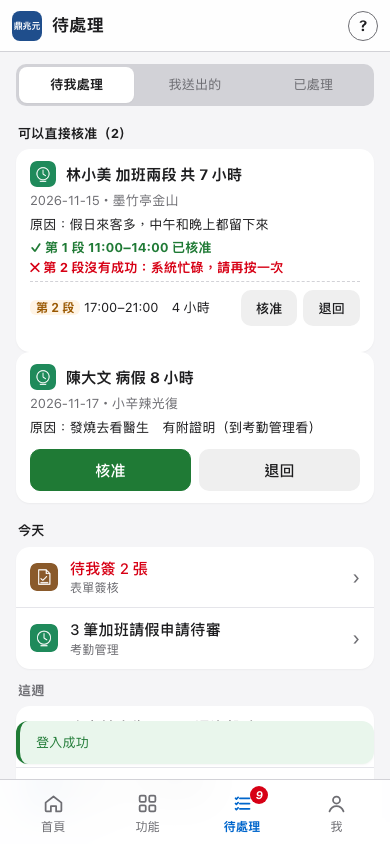 鼎兆元 待處理 ?
待我處理 我送出的 已處理
可以直接核准（2）
林小美 加班兩段 共 7 小時
2026-11-15・墨竹亭金山
原因：假日來客多，中午和晚上都留下來
✓ 第 1 段 11:00–14:00 已核准
✕ 第 2 段沒有成功：系統忙碌，請再按一次
第 2 段 17:00–21:00 4 小時 核准 退回
陳大文 病假 8 小時
2026-11-17・小辛辣光復
原因：發燒去看醫生 有附證明（到考勤管理看）
核准 退回
今天
待我簽 2 張
表單簽核
3 筆加班請假申請待審
考勤管理
這週
登入成功
9
首頁 功能 待處理 我